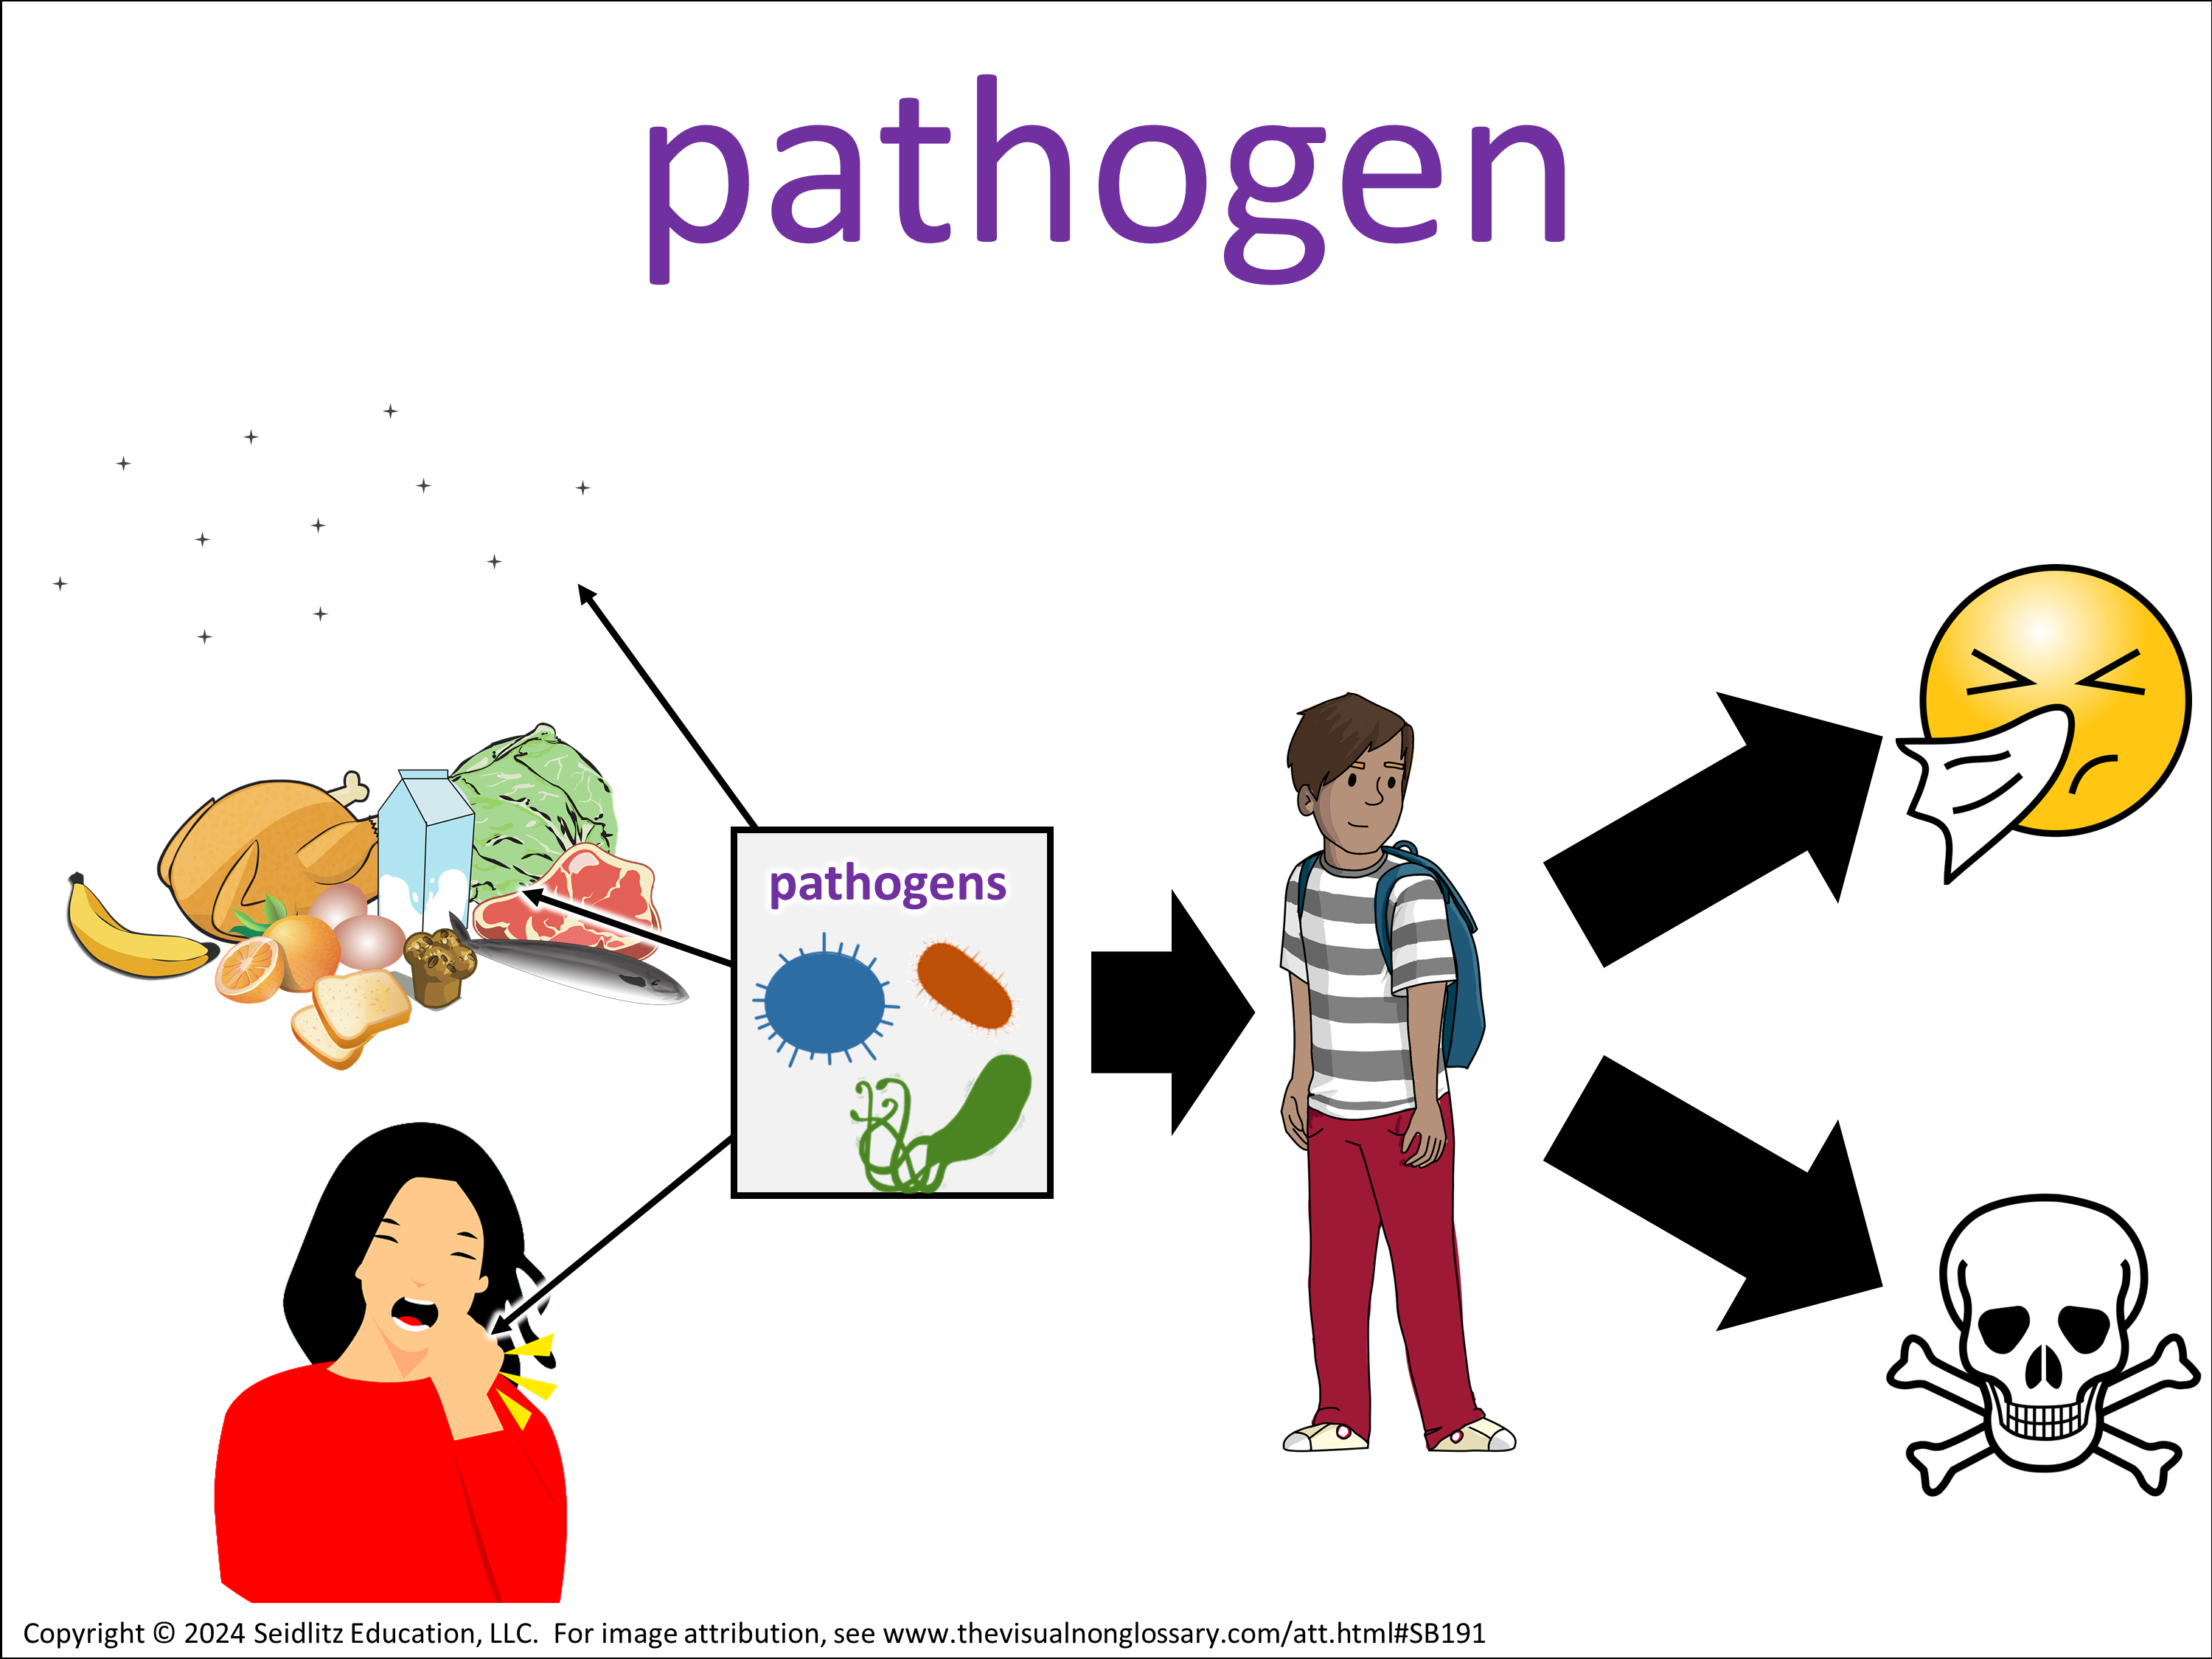 pathogen
pathogens
Copyright © 2024 Seidlitz Education, LLC.  For image attribution, see www.thevisualnonglossary.com/att.html#SB191